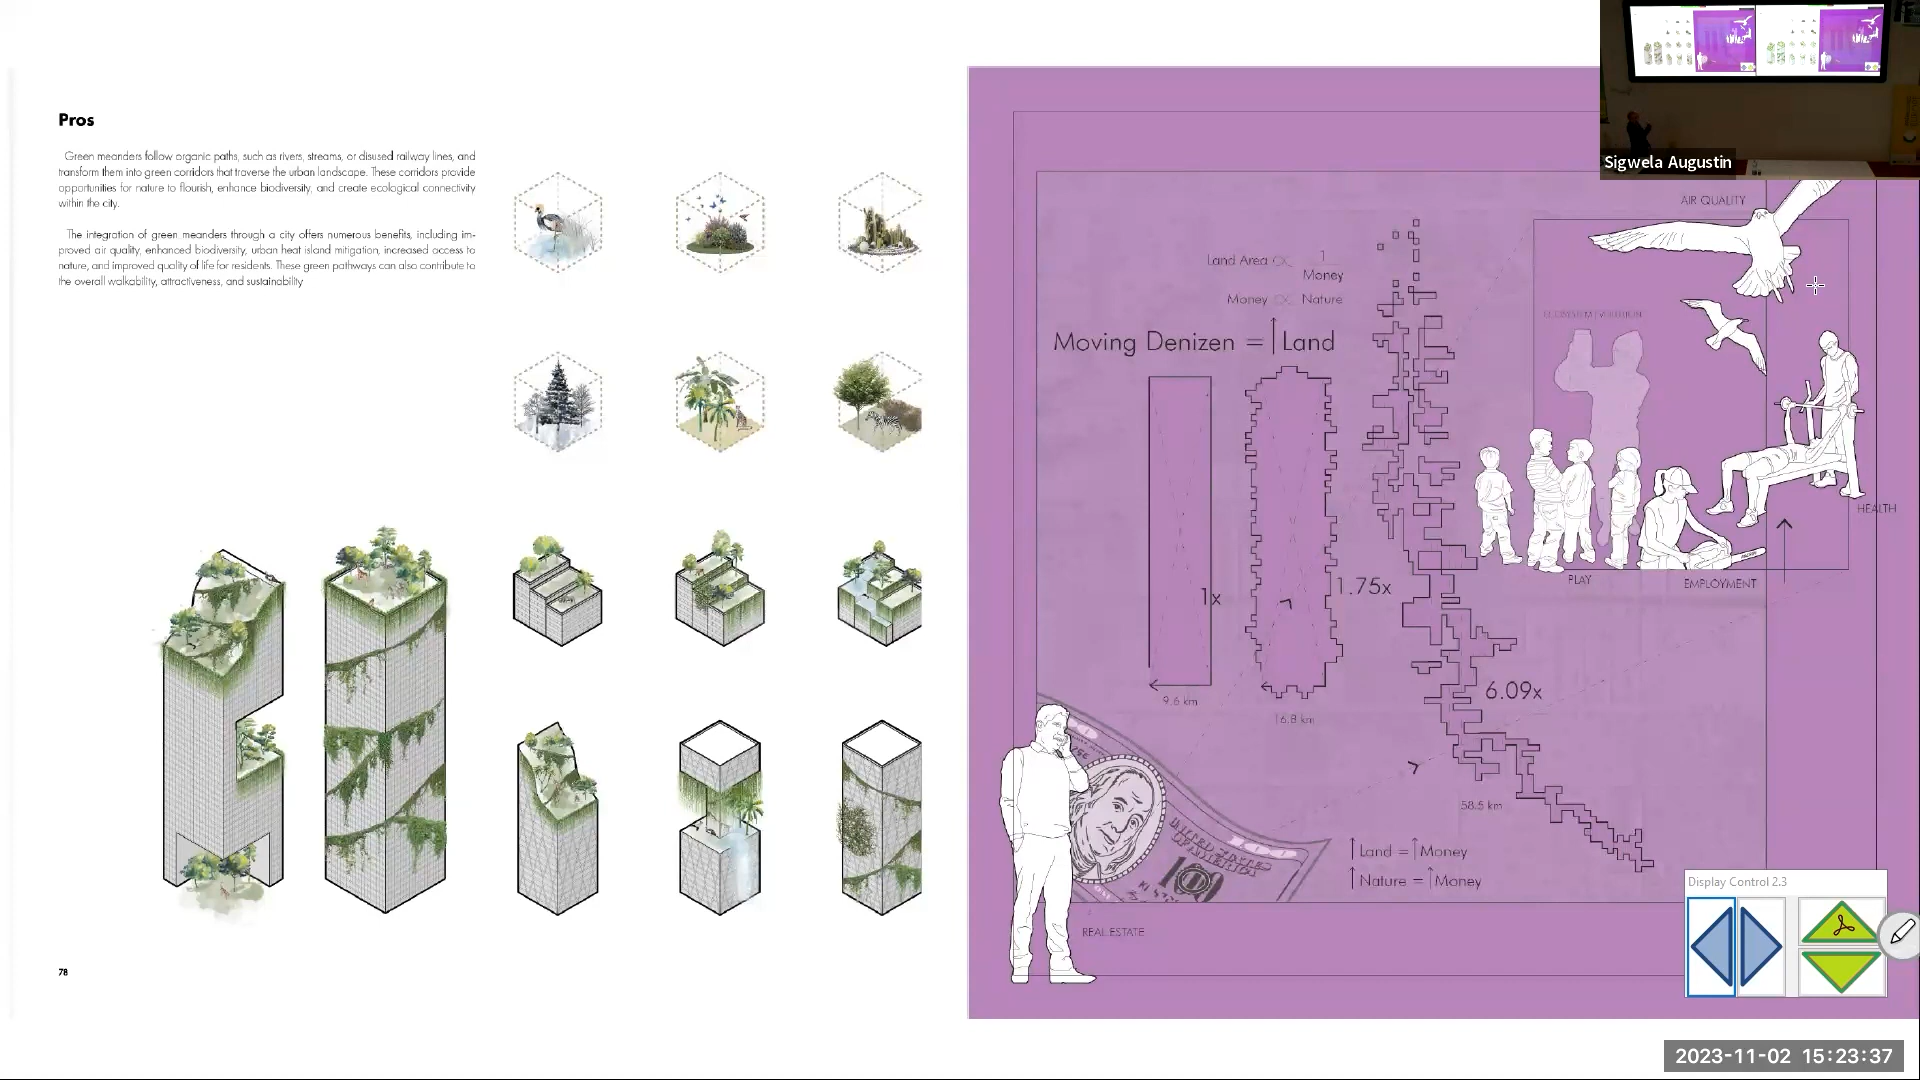 Pros
Green meanders follow organic paths, such as rivers, streams, or disused railway lines, and
transform them into green corridors that traverse the urban landscape. These corridors provide
opportunities for nature to flourish, enhance biodiversity, and create ecological connectivity
within the city.
The integration of green meanders through a city offers numerous benefits, including im-
proved air quality, enhanced biodiversity, urban heat island mitigation, increased access to
nature, and improved quality of life for residents. These green pathways can also contribute to
the overall walkability, attractiveness, and sustainability
78
Sigwela Augustin
AIR QUALITY
Land Area ∝ 1
Money
Money ∝ Nature
Moving Denizen = ↑Land
1x
1.75x
6.09x
9.6 km
16.8 km
58.5 km
PLAY
EMPLOYMENT
HEALTH
↑Land = ↑Money
↑Nature = ↑Money
UNITED STATES
OF AMERICA
100
REAL ESTATE
Display Control 2.3
2023-11-02 15:23:37